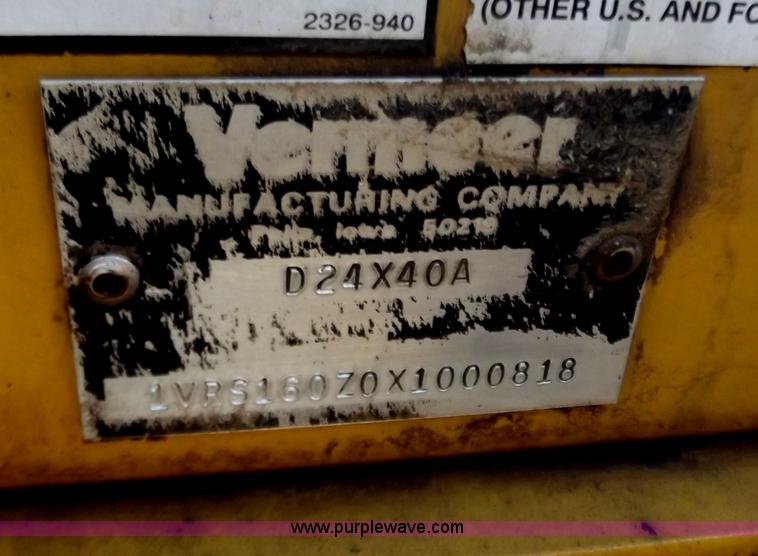 2326-940
(OTHER U.S. AND FO
Vermeer
MANUFACTURING COMPANY
Pella, Iowa 50219
D24X40A
1VRS160Z0X1000818
www.purplewave.com